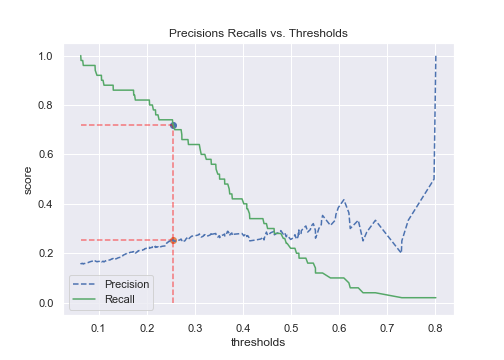 Precisions Recalls vs. Thresholds
1.0
0.8
0.6
0.4
0.2
0.0
score
Precision
Recall
0.1 0.2 0.3 0.4 0.5 0.6 0.7 0.8
thresholds